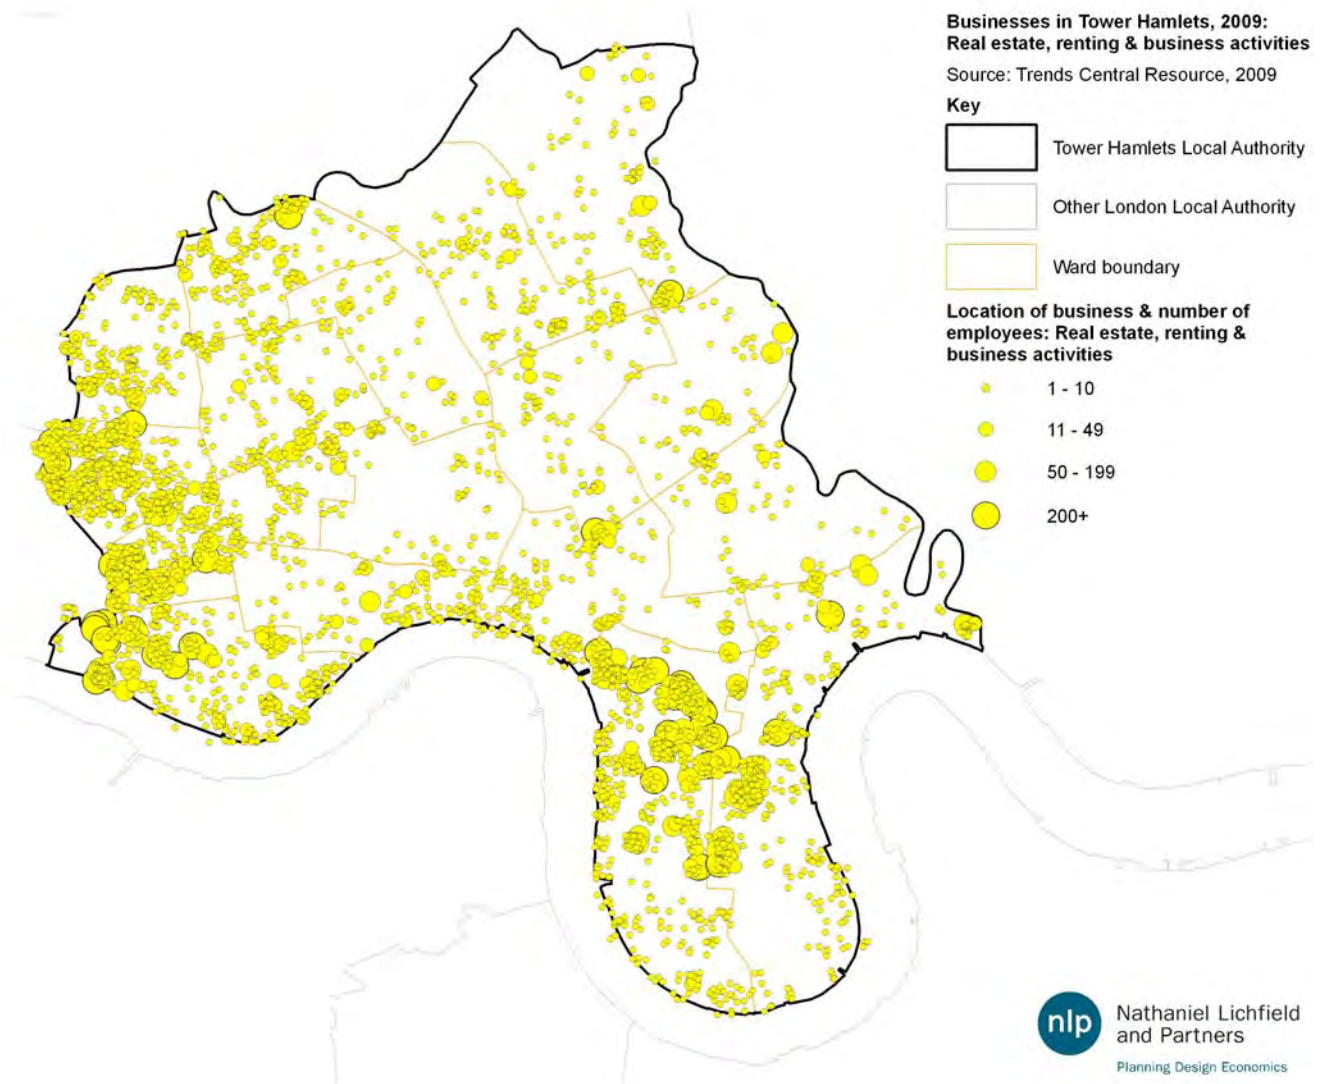 Businesses in Tower Hamlets, 2009:
Real estate, renting & business activities
Source: Trends Central Resource, 2009
Key
Tower Hamlets Local Authority
Other London Local Authority
Ward boundary
Location of business & number of
employees: Real estate, renting &
business activities
1 - 10
11 - 49
50 - 199
200+
nlp
Nathaniel Lichfield
and Partners
Planning Design Economics